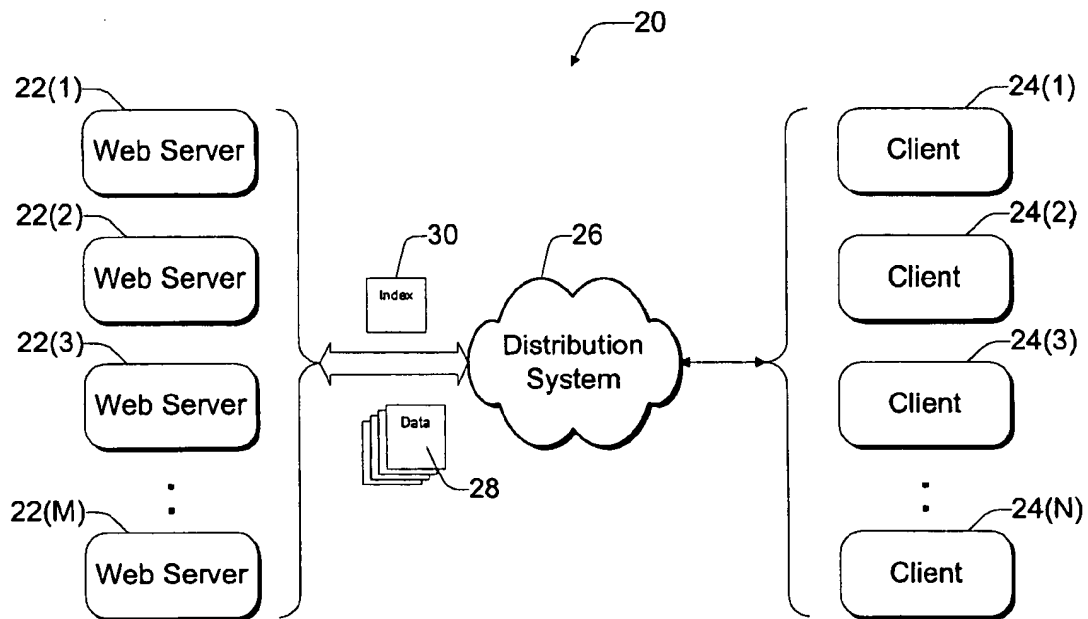 20
22(1)
Web Server
24(1)
Client
22(2)
Web Server
24(2)
Client
30
Index
26
Distribution
System
22(3)
Web Server
24(3)
Client
Data
28
22(M)
Web Server
24(N)
Client